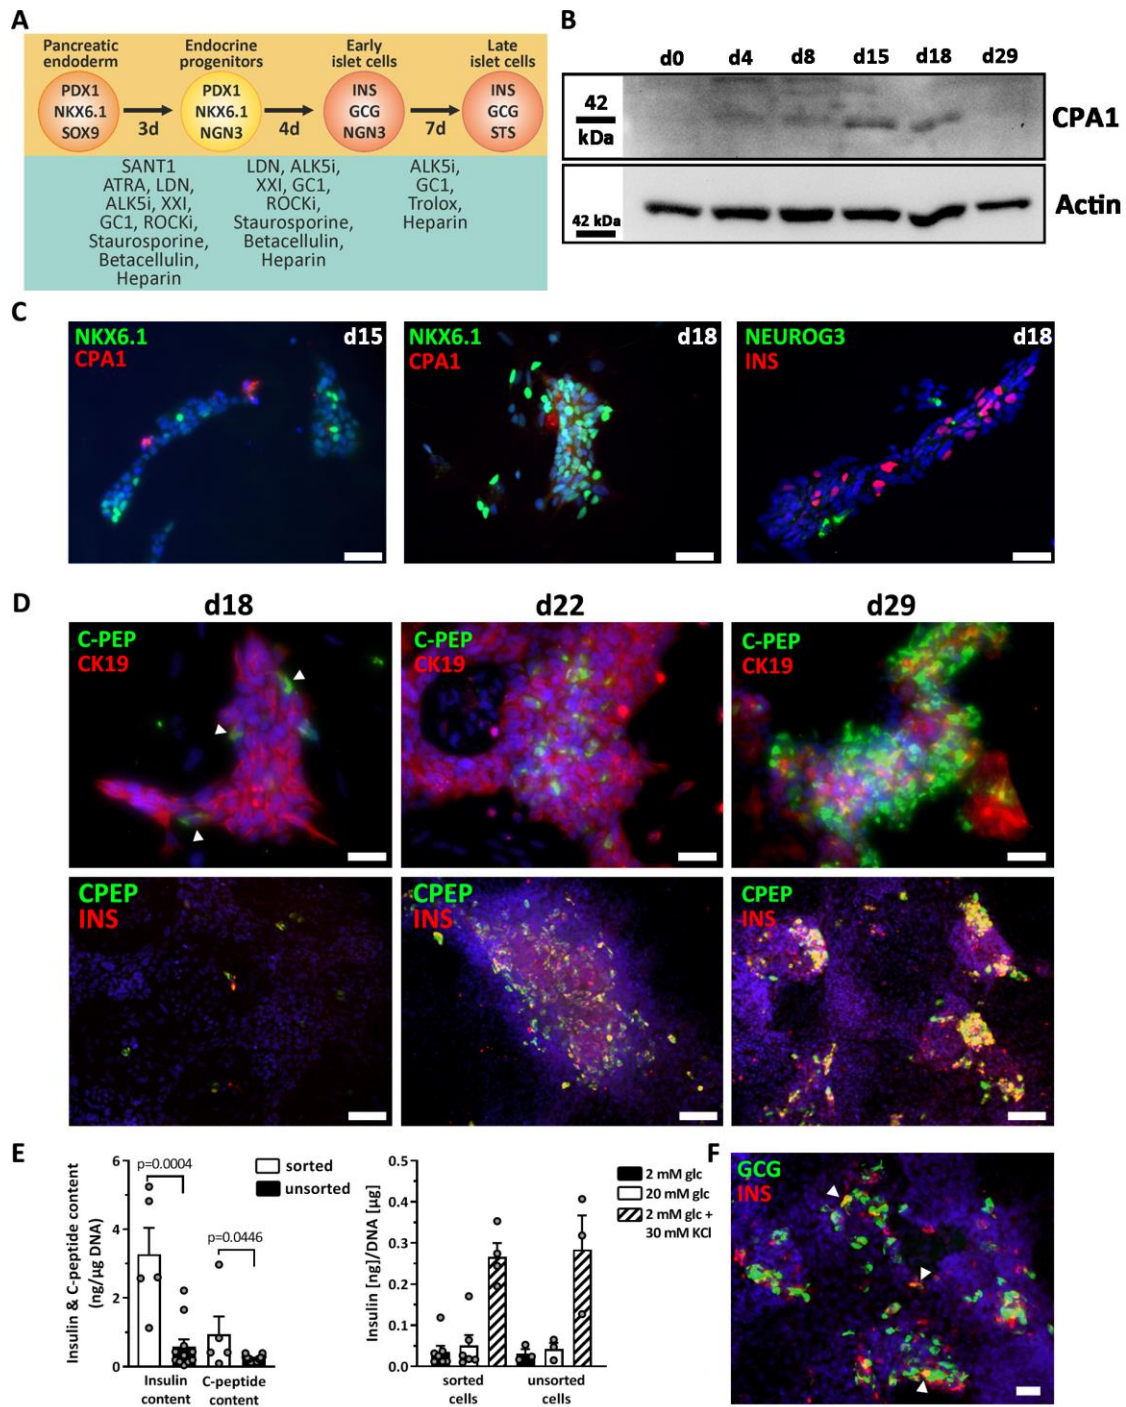 A
Pancreatic endoderm
PDX1
NKX6.1
SOX9
3d
Endocrine progenitors
PDX1
NKX6.1
NGN3
4d
Early islet cells
INS
GCG
NGN3
7d
Late islet cells
INS
GCG
STS
SANT1
ATRA, LDN,
ALK5i, XXI,
GC1, ROCKi,
Staurosporine,
Betacellulin,
Heparin
LDN, ALK5i,
XXI, GC1,
ROCKi,
Staurosporine,
Betacellulin,
Heparin
ALK5i,
GC1,
Trolox,
Heparin
B
d0 d4 d8 d15 d18 d29
42
kDa
CPA1
42 kDa
Actin
C
NKX6.1
CPA1
d15
NKX6.1
CPA1
d18
NEUROG3
INS
d18
D
d18 d22 d29
C-PEP
CK19
C-PEP
CK19
C-PEP
CK19
CPEP
INS
CPEP
INS
CPEP
INS
E
Insulin & C-peptide content
(ng/µg DNA)
6
4
2
0
p=0.0004
p=0.0446
sorted
unsorted
Insulin content
C-peptide content
Insulin [ng]/DNA [µg]
0.5
0.4
0.3
0.2
0.1
0.0
2 mM glc
20 mM glc
2 mM glc +
30 mM KCl
sorted cells
unsorted cells
F
GCG
INS